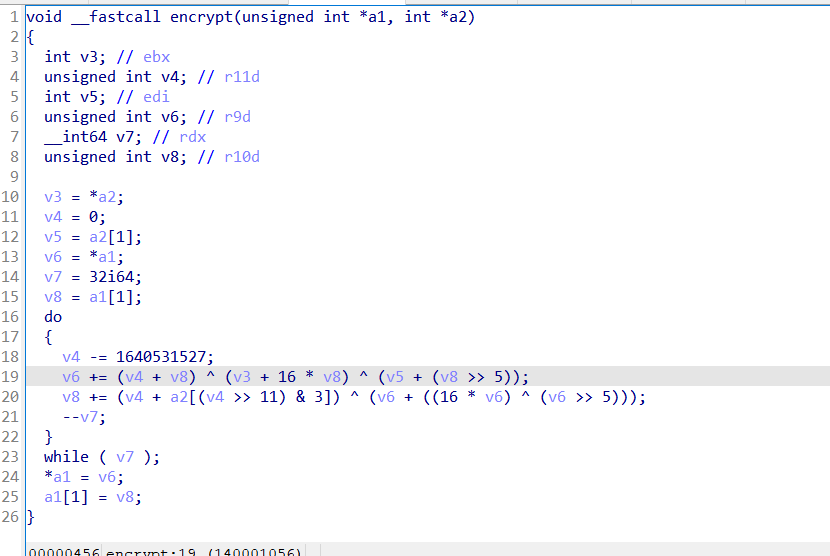 1 void __fastcall encrypt(unsigned int *a1, int *a2)
2 {
3   int v3; // ebx
4   unsigned int v4; // r11d
5   int v5; // edi
6   unsigned int v6; // r9d
7   __int64 v7; // rdx
8   unsigned int v8; // r10d
9
10   v3 = *a2;
11   v4 = 0;
12   v5 = a2[1];
13   v6 = *a1;
14   v7 = 32i64;
15   v8 = a1[1];
16   do
17   {
18     v4 -= 1640531527;
19     v6 += (v4 + v8) ^ (v3 + 16 * v8) ^ (v5 + (v8 >> 5));
20     v8 += (v4 + a2[(v4 >> 11) & 3]) ^ (v6 + ((16 * v6) ^ (v6 >> 5)));
21     --v7;
22   }
23   while ( v7 );
24   *a1 = v6;
25   a1[1] = v8;
26 }
00000456 encrypt:19 (140001056)